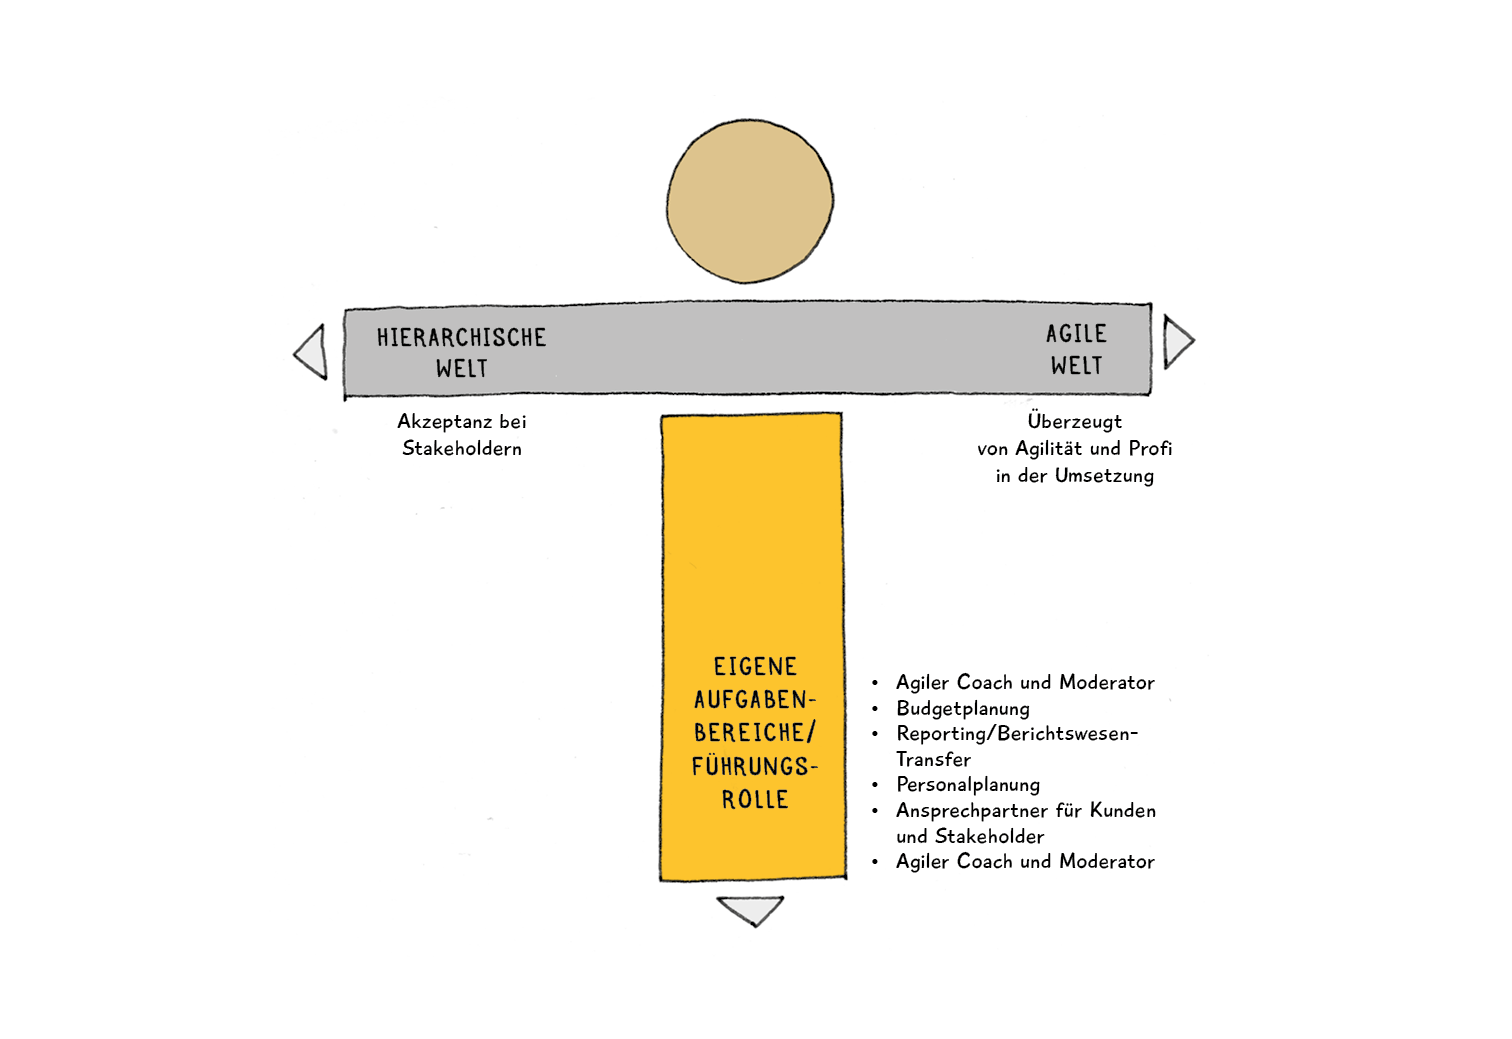 HIERARCHISCHE
WELT
AGILE
WELT
Akzeptanz bei
Stakeholdern
Überzeugt
von Agilität und Profi
in der Umsetzung
EIGENE
AUFGABEN-
BEREICHE/
FÜHRUNGS-
ROLLE
• Agiler Coach und Moderator
• Budgetplanung
• Reporting/Berichtswesen-
Transfer
• Personalplanung
• Ansprechpartner für Kunden
und Stakeholder
• Agiler Coach und Moderator